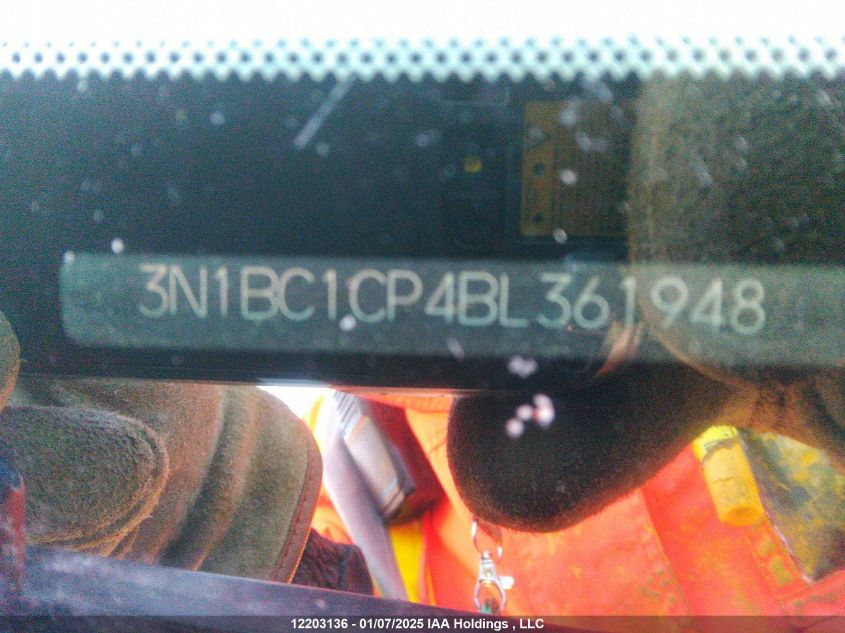 3N1BC1CP4BL361948
12203136 - 01/07/2025 IAA Holdings , LLC